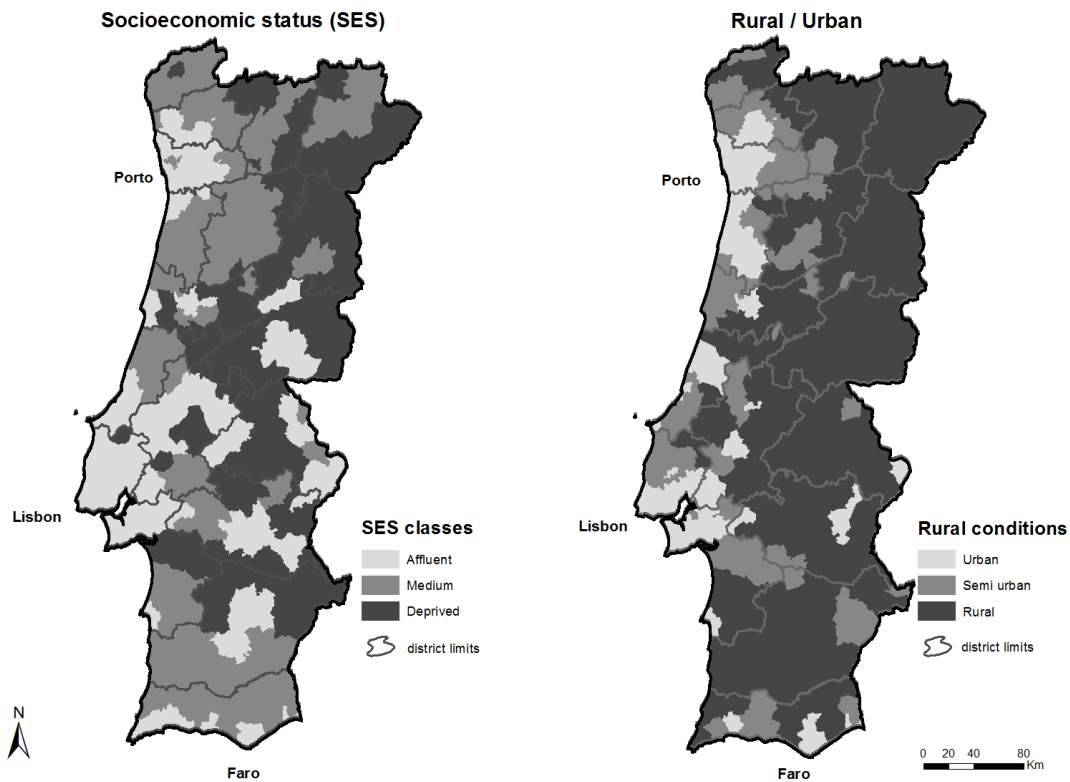 Socioeconomic status (SES)
Porto
Lisbon
SES classes
Affluent
Medium
Deprived
district limits
N
Faro
Rural / Urban
Porto
Lisbon
Rural conditions
Urban
Semi urban
Rural
district limits
0 20 40 80
Km
Faro